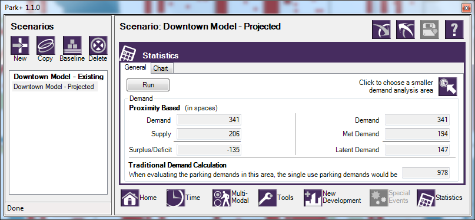 Park+ 1.1.0
Scenarios
New Copy Baseline Delete
Downtown Model - Existing
Downtown Model - Projected
Done
Scenario: Downtown Model - Projected
?
Statistics
General Chart
Run
Click to choose a smaller
demand analysis area
Demand
Proximity Based (in spaces)
Demand 341 Demand 341
Supply 206 Met Demand 194
Surplus/Deficit -135 Latent Demand 147
Traditional Demand Calculation
When evaluating the parking demands in this area, the single use parking demands would be 978
Home Time Multi-Modal Tools New Development Special Events Statistics